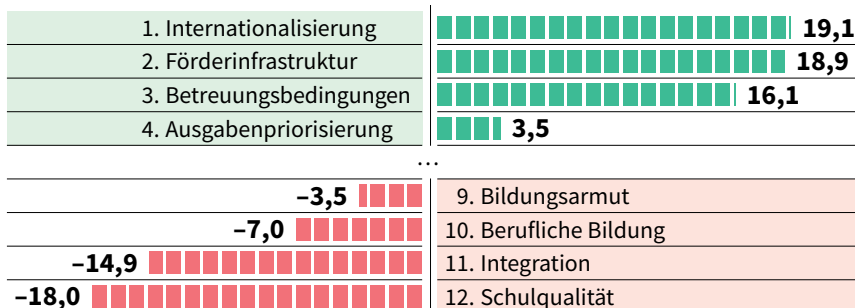 1. Internationalisierung 19,1
2. Förderinfrastruktur 18,9
3. Betreuungsbedingungen 16,1
4. Ausgabenpriorisierung 3,5
...
–3,5 9. Bildungsarmut
–7,0 10. Berufliche Bildung
–14,9 11. Integration
–18,0 12. Schulqualität